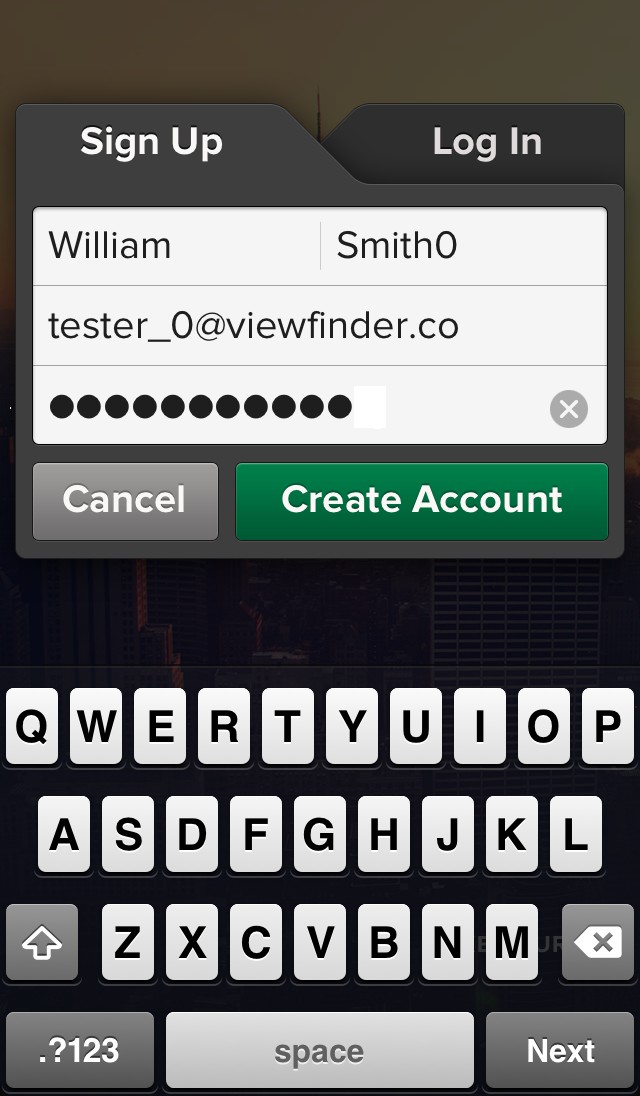 Sign Up Log In
William Smith0
tester_0@viewfinder.co
●●●●●●●●●●●
Cancel Create Account
Q W E R T Y U I O P
A S D F G H J K L
Z X C V B N M
.?123 space Next